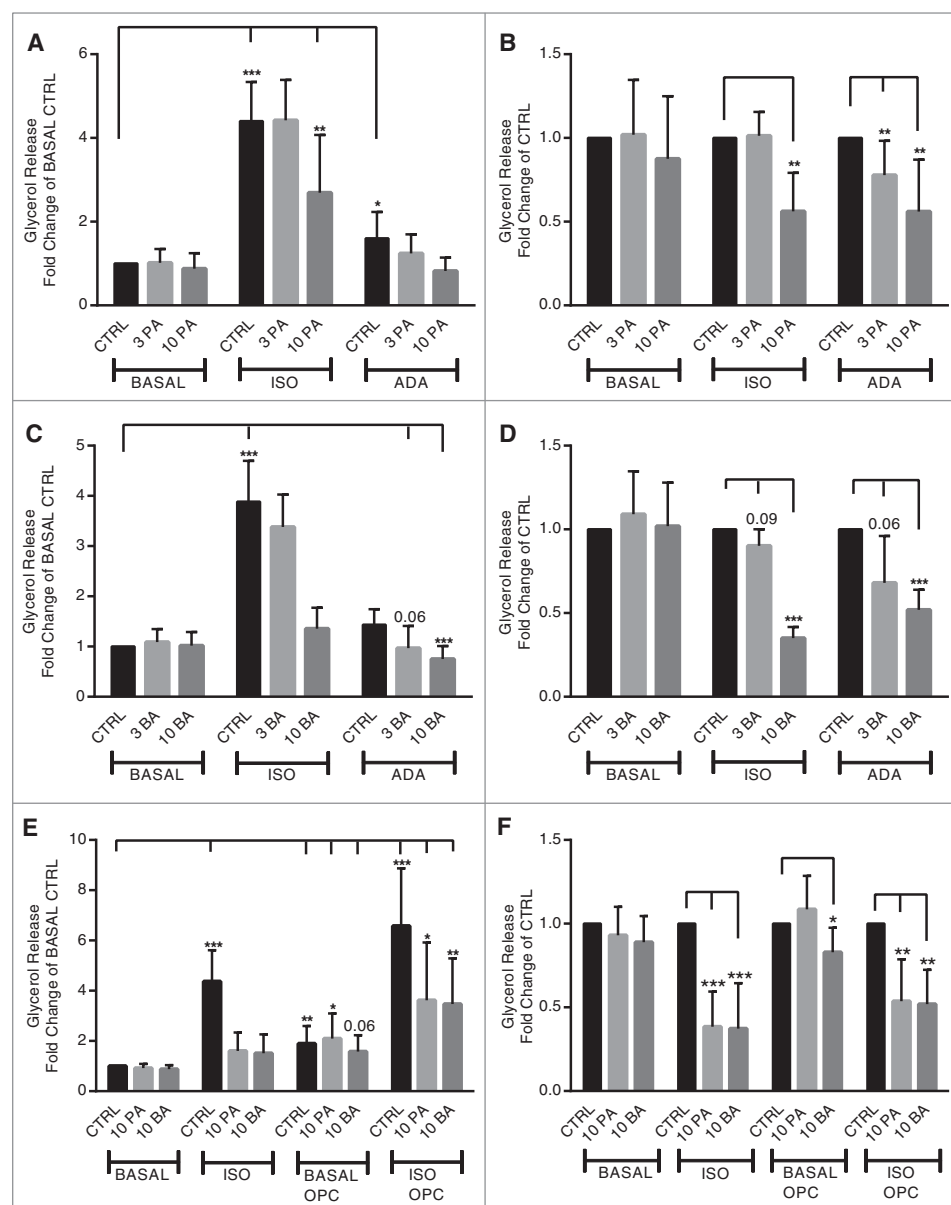 A
Glycerol Release
Fold Change of BASAL CTRL
6
4
2
0
***
**
*
CTRL
3 PA
10 PA
CTRL
3 PA
10 PA
CTRL
3 PA
10 PA
BASAL
ISO
ADA
B
Glycerol Release
Fold Change of CTRL
1.5
1.0
0.5
0.0
**
**
**
CTRL
3 PA
10 PA
CTRL
3 PA
10 PA
CTRL
3 PA
10 PA
BASAL
ISO
ADA
C
Glycerol Release
Fold Change of BASAL CTRL
5
4
3
2
1
0
***
0.06
***
CTRL
3 BA
10 BA
CTRL
3 BA
10 BA
CTRL
3 BA
10 BA
BASAL
ISO
ADA
D
Glycerol Release
Fold Change of CTRL
1.5
1.0
0.5
0.0
0.09
***
0.06
***
CTRL
3 BA
10 BA
CTRL
3 BA
10 BA
CTRL
3 BA
10 BA
BASAL
ISO
ADA
E
Glycerol Release
Fold Change of BASAL CTRL
10
8
6
4
2
0
***
**
*
0.06
***
*
**
CTRL
10 PA
10 BA
CTRL
10 PA
10 BA
CTRL
10 PA
10 BA
CTRL
10 PA
10 BA
BASAL
ISO
BASAL
OPC
ISO
OPC
F
Glycerol Release
Fold Change of CTRL
1.5
1.0
0.5
0.0
***
***
*
**
**
CTRL
10 PA
10 BA
CTRL
10 PA
10 BA
CTRL
10 PA
10 BA
CTRL
10 PA
10 BA
BASAL
ISO
BASAL
OPC
ISO
OPC